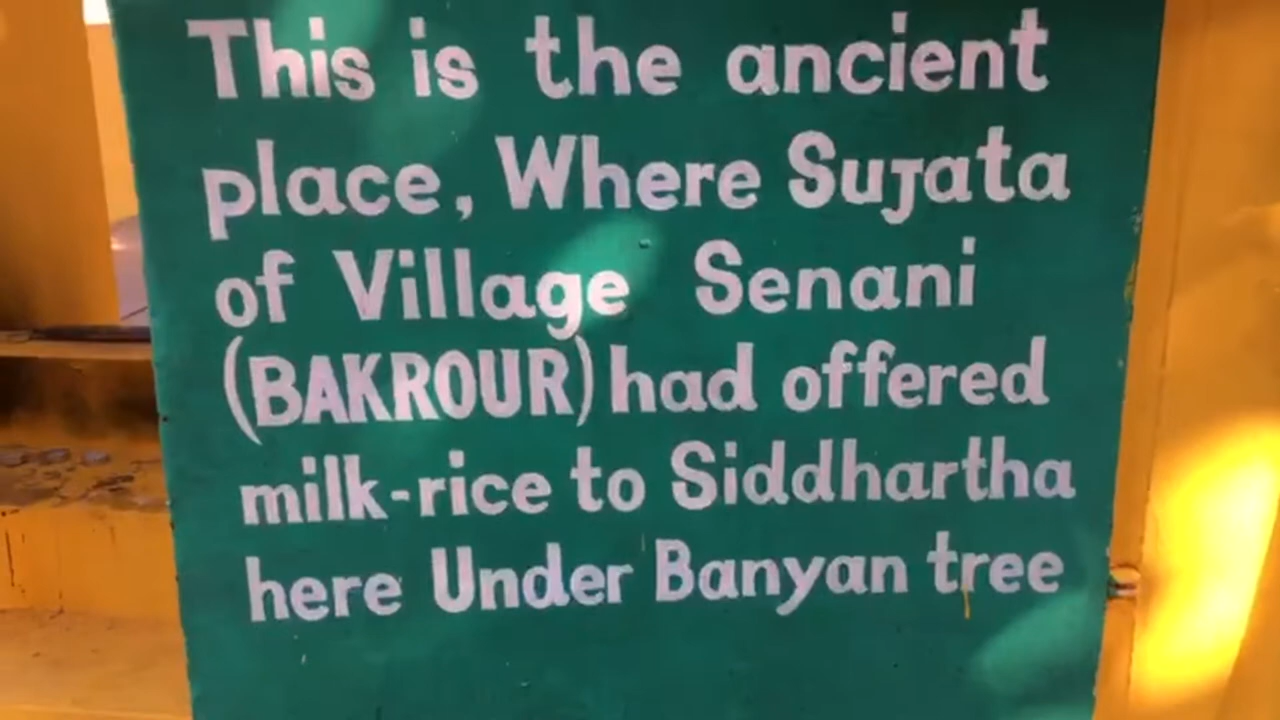 This is the ancient
place, Where Sujata
of Village Senani
(BAKROUR) had offered
milk-rice to Siddhartha
here Under Banyan tree